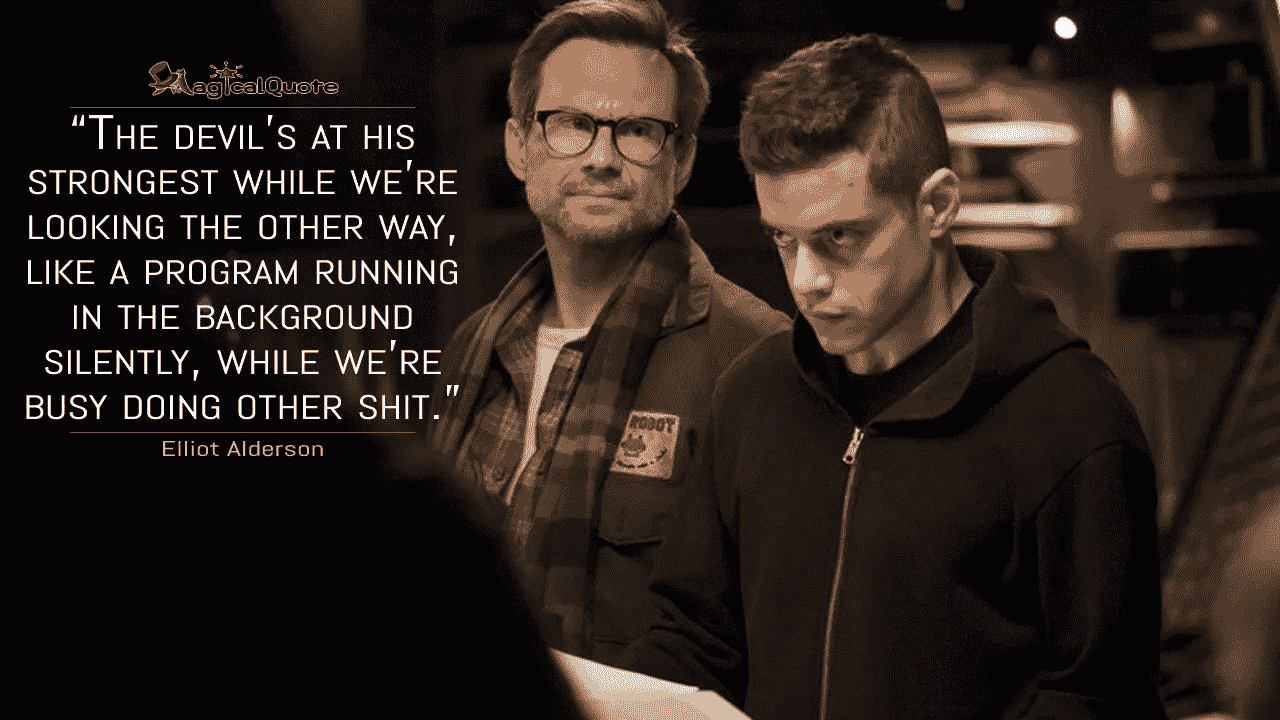 MagicalQuote
“The devil’s at his
strongest while we’re
looking the other way,
like a program running
in the background
silently, while we’re
busy doing other shit.”
Elliot Alderson
ROBOT